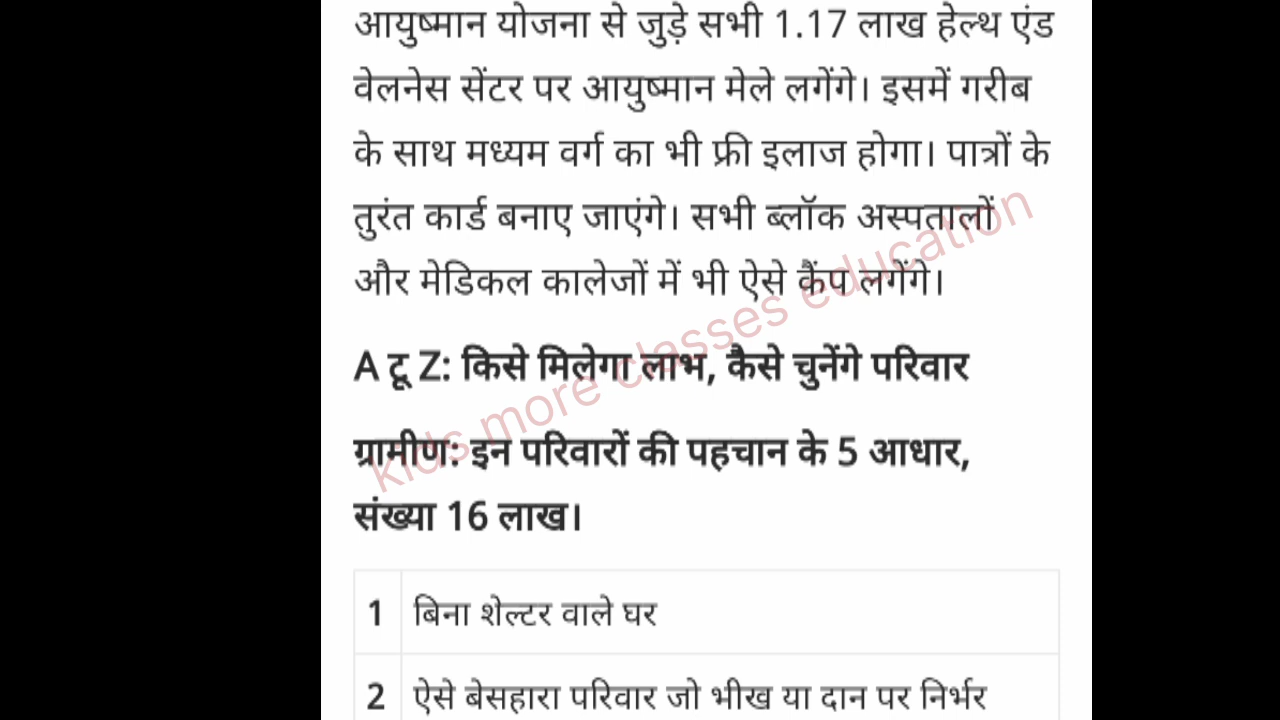 आयुष्मान योजना से जुड़े सभी 1.17 लाख हेल्थ एंड
वेलनेस सेंटर पर आयुष्मान मेले लगेंगे। इसमें गरीब
के साथ मध्यम वर्ग का भी फ्री इलाज होगा। पात्रों के
तुरंत कार्ड बनाए जाएंगे। सभी ब्लॉक अस्पतालों
और मेडिकल कालेजों में भी ऐसे कैंप लगेंगे।
A टू Z: किसे मिलेगा लाभ, कैसे चुनेंगे परिवार
ग्रामीण: इन परिवारों की पहचान के 5 आधार,
संख्या 16 लाख।
1 बिना शेल्टर वाले घर
2 ऐसे बेसहारा परिवार जो भीख या दान पर निर्भर
kids more classes education